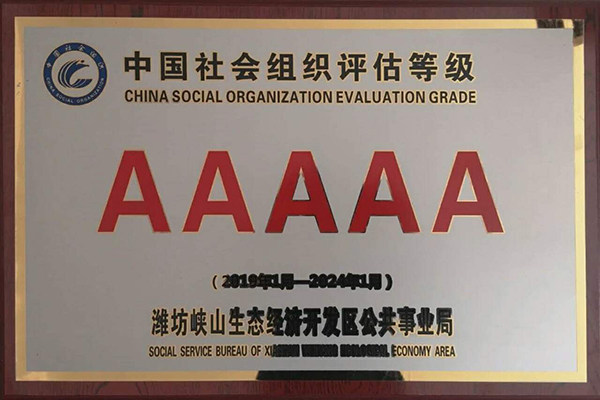 中国社会组织评估等级
CHINA SOCIAL ORGANIZATION EVALUATION GRADE
AAAAA
（2019年1月—2024年1月）
潍坊峡山生态经济开发区公共事业局
SOCIAL SERVICE BUREAU OF ECONOMY AREA